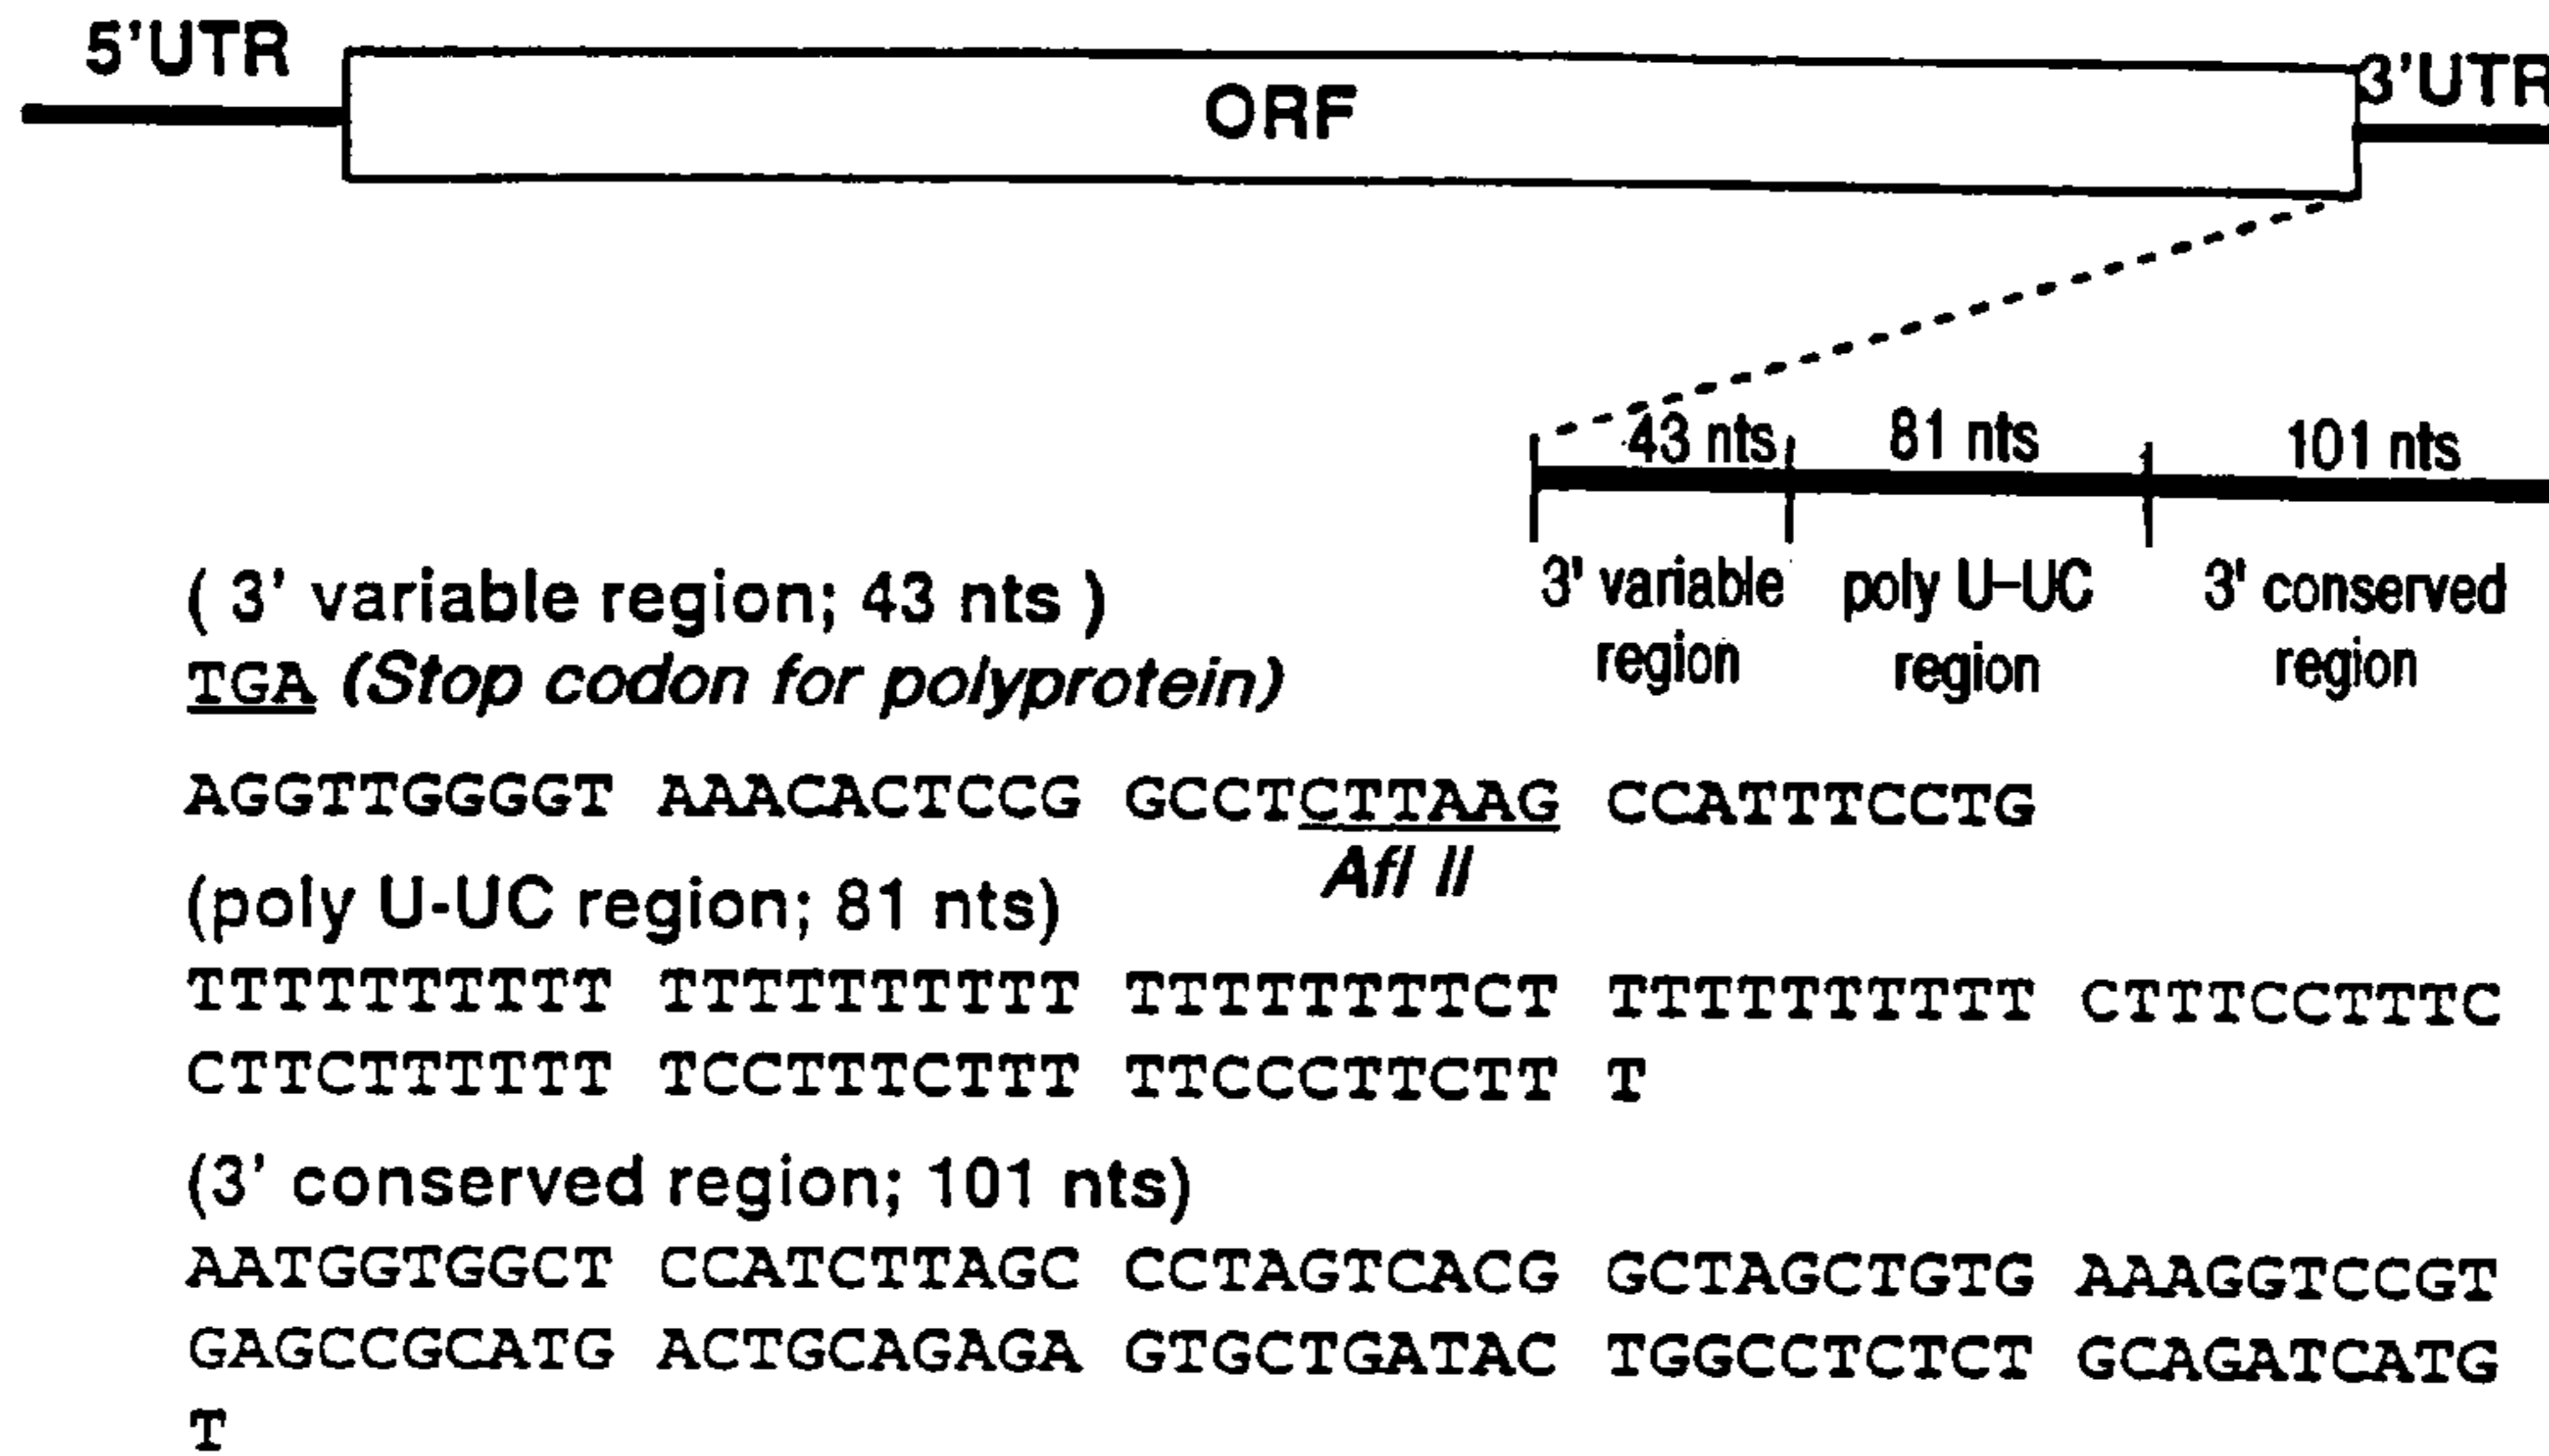 5'UTR
ORF
3'UTR
43 nts
81 nts
101 nts
3' variable region
poly U-UC region
3' conserved region
( 3' variable region; 43 nts )
TGA (Stop codon for polyprotein)
AGGTTGGGGT AAACACTCCG GCCTCTTAAG CCATTTCCTG
Afl II
(poly U-UC region; 81 nts)
TTTTTTTTTT TTTTTTTTTT TTTTTTTTCT TTTTTTTTTT CTTTCCTTTC
CTTCTTTTTT TCCTTTCTTT TTCCCTTCTT T
(3' conserved region; 101 nts)
AATGGTGGCT CCATCTTAGC CCTAGTCACG GCTAGCTGTG AAAGGTCCGT
GAGCCGCATG ACTGCAGAGA GTGCTGATAC TGGCCTCTCT GCAGATCATG
T